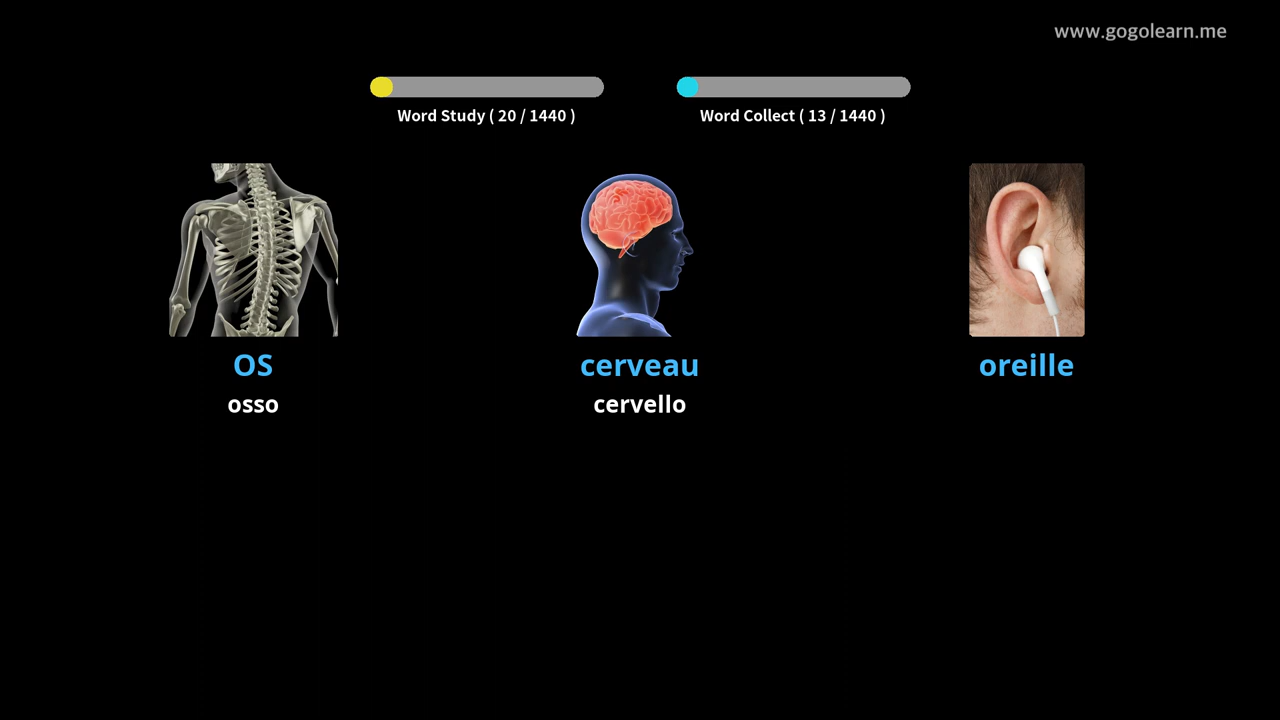 www.gogolearn.me
Word Study ( 20 / 1440 )
Word Collect ( 13 / 1440 )
os
cerveau
oreille
osso
cervello